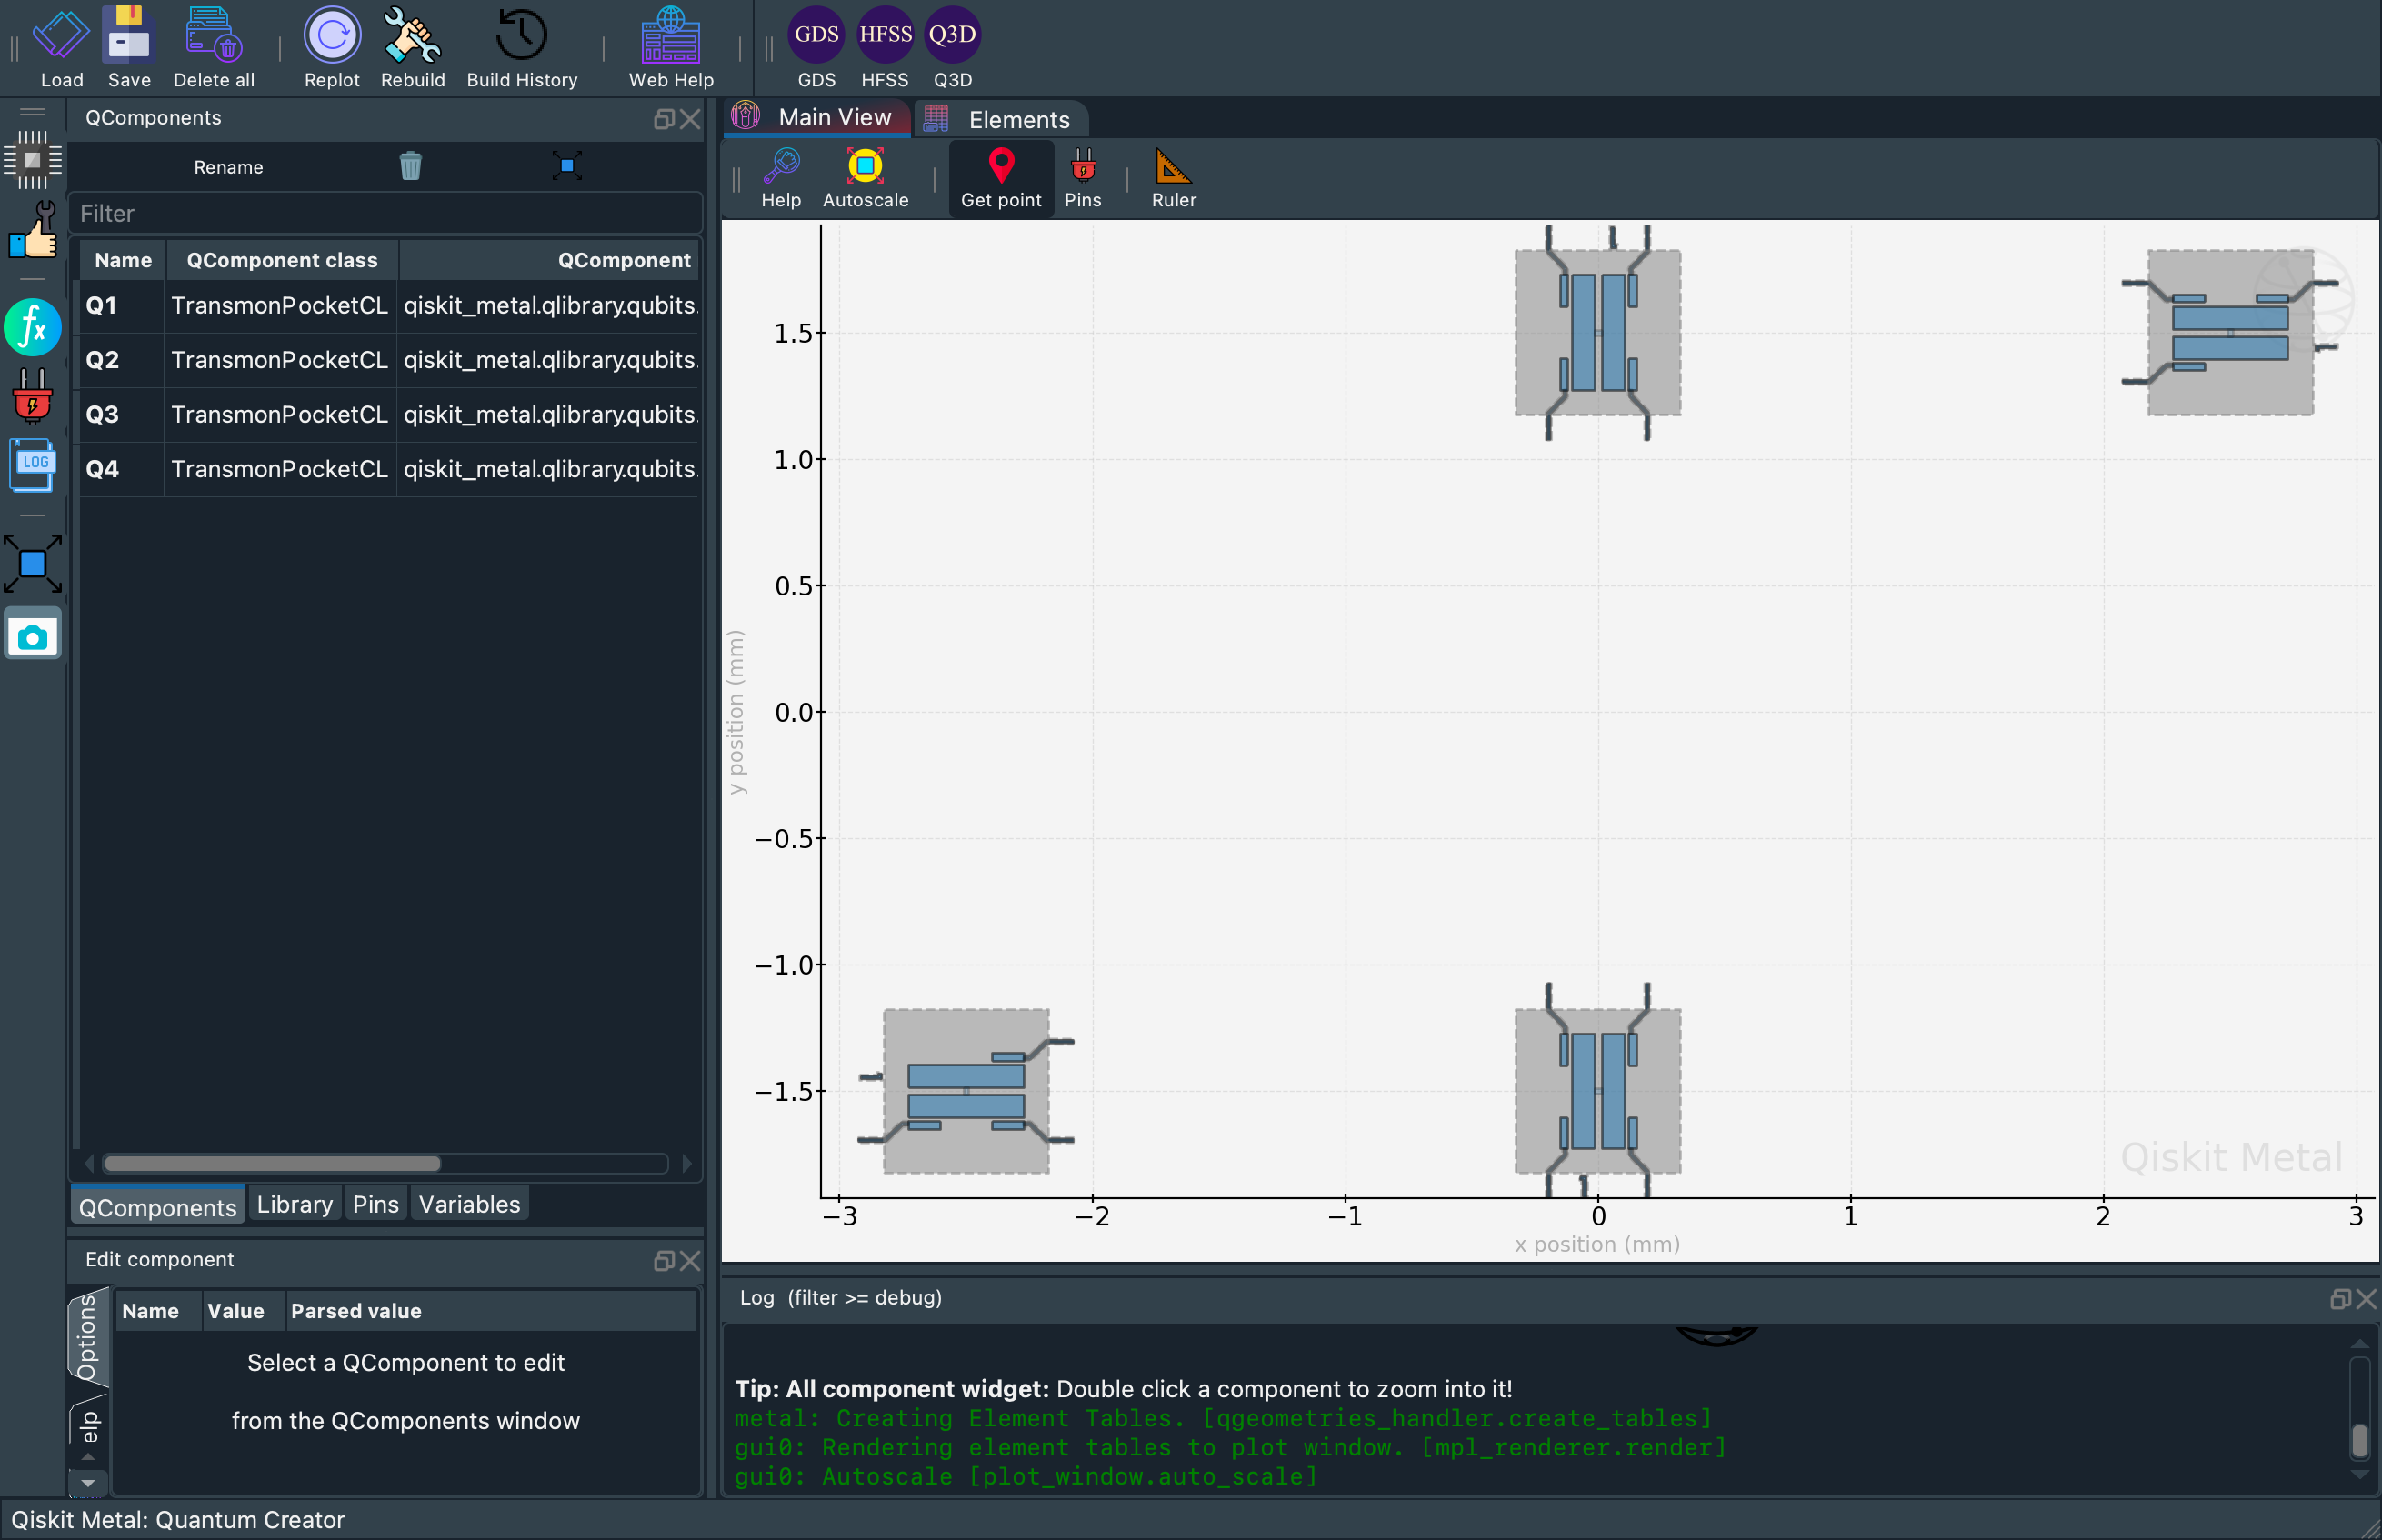 GDS HFSS Q3D
Load Save Delete all Replot Rebuild Build History Web Help GDS HFSS Q3D
QComponents
Main View Elements
Rename
Help Autoscale Get point Pins Ruler
Filter
Name QComponent class QComponent
Q1 TransmonPocketCL qiskit_metal.qlibrary.qubits.
Q2 TransmonPocketCL qiskit_metal.qlibrary.qubits.
Q3 TransmonPocketCL qiskit_metal.qlibrary.qubits.
Q4 TransmonPocketCL qiskit_metal.qlibrary.qubits.
fx
LOG
1.5
1.0
0.5
0.0
−0.5
−1.0
−1.5
y position (mm)
Qiskit Metal
−3 −2 −1 0 1 2 3
x position (mm)
QComponents Library Pins Variables
Edit component
Options
elp
Name Value Parsed value
Select a QComponent to edit
from the QComponents window
Log (filter >= debug)
Tip: All component widget: Double click a component to zoom into it!
metal: Creating Element Tables. [qgeometries_handler.create_tables]
gui0: Rendering element tables to plot window. [mpl_renderer.render]
gui0: Autoscale [plot_window.auto_scale]
Qiskit Metal: Quantum Creator